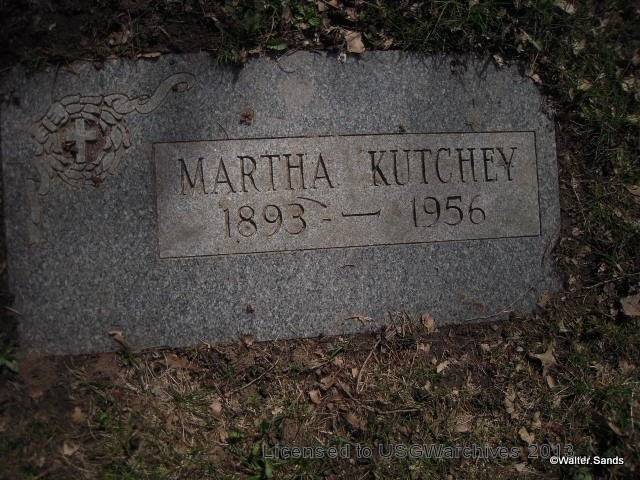 MARTHA KUTCHEY
1893 - 1956
Licensed to USGWarchives 2013
©Walter.Sands